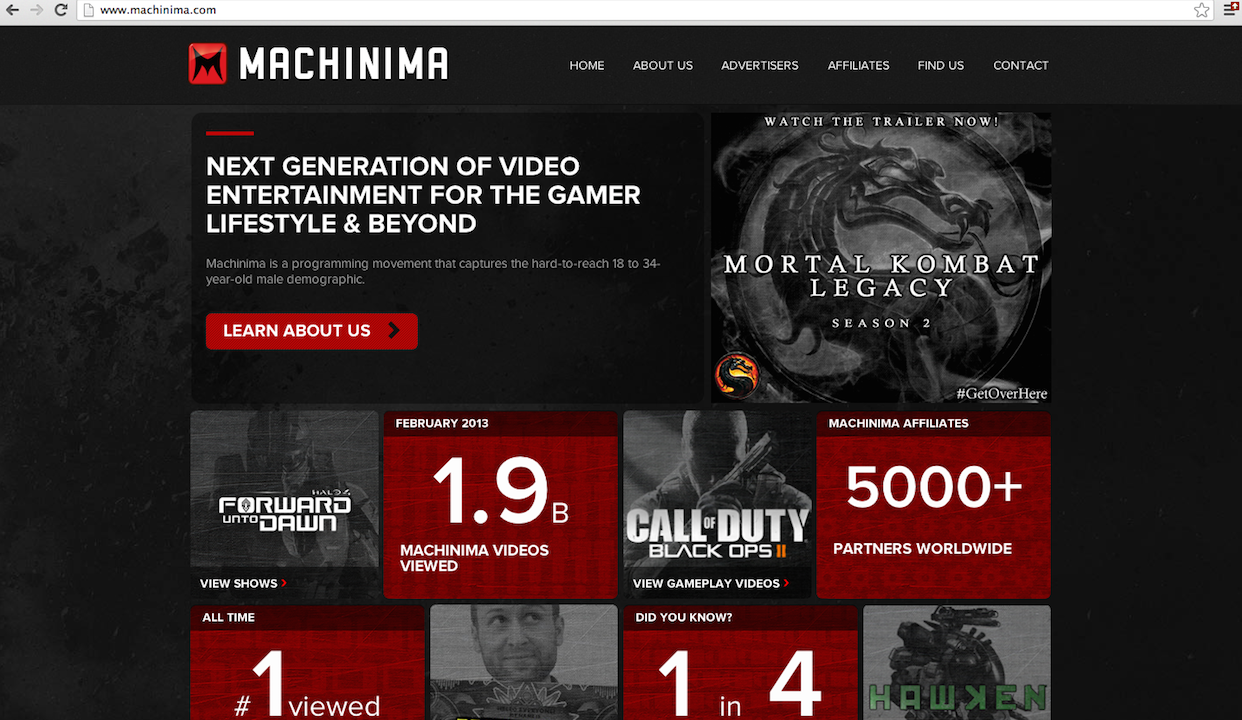 www.machinima.com
MACHINIMA
HOME ABOUT US ADVERTISERS AFFILIATES FIND US CONTACT
NEXT GENERATION OF VIDEO
ENTERTAINMENT FOR THE GAMER
LIFESTYLE & BEYOND
Machinima is a programming movement that captures the hard-to-reach 18 to 34-
year-old male demographic.
LEARN ABOUT US
WATCH THE TRAILER NOW!
MORTAL KOMBAT
LEGACY
SEASON 2
#GetOverHere
HALO 4
FORWARD
UNTO DAWN
VIEW SHOWS
FEBRUARY 2013
1.9 B
MACHINIMA VIDEOS
VIEWED
CALL OF DUTY
BLACK OPS II
VIEW GAMEPLAY VIDEOS
MACHINIMA AFFILIATES
5000+
PARTNERS WORLDWIDE
ALL TIME
# 1 viewed
DID YOU KNOW?
1 in 4
HAWKEN